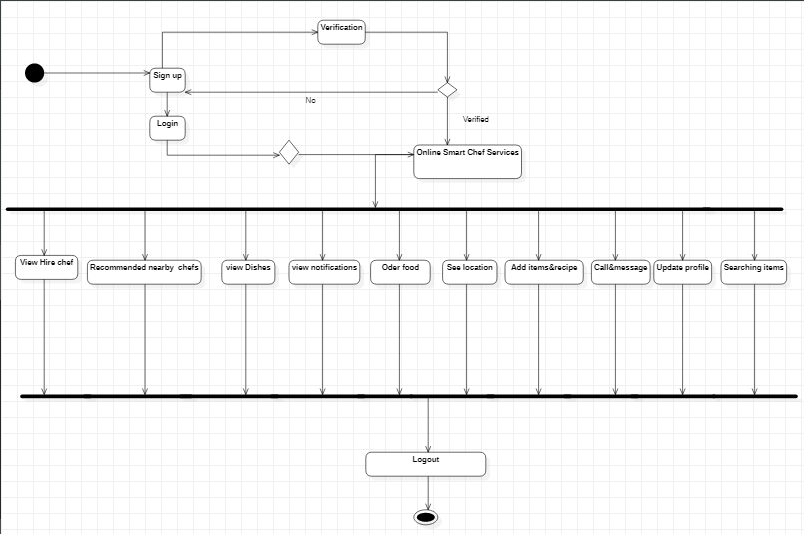 Verification
Sign up
No
Verified
Login
Online Smart Chef Services
View Hire chef
Recommended nearby chefs
view Dishes
view notifications
Oder food
See location
Add items&recipe
Call&message
Update profile
Searching items
Logout